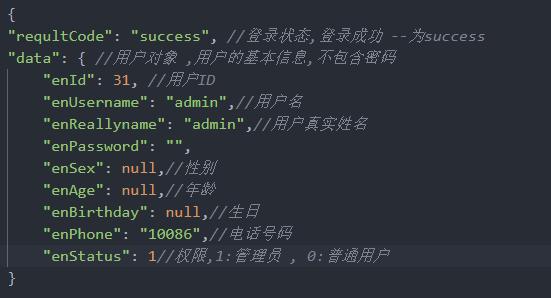 {
"requltCode": "success", //登录状态,登录成功 --为success
"data": { //用户对象 ,用户的基本信息,不包含密码
"enId": 31, //用户ID
"enUsername": "admin",//用户名
"enReallyname": "admin",//用户真实姓名
"enPassword": "",
"enSex": null,//性别
"enAge": null,//年龄
"enBirthday": null,//生日
"enPhone": "10086",//电话号码
"enStatus": 1//权限,1:管理员 , 0:普通用户
}